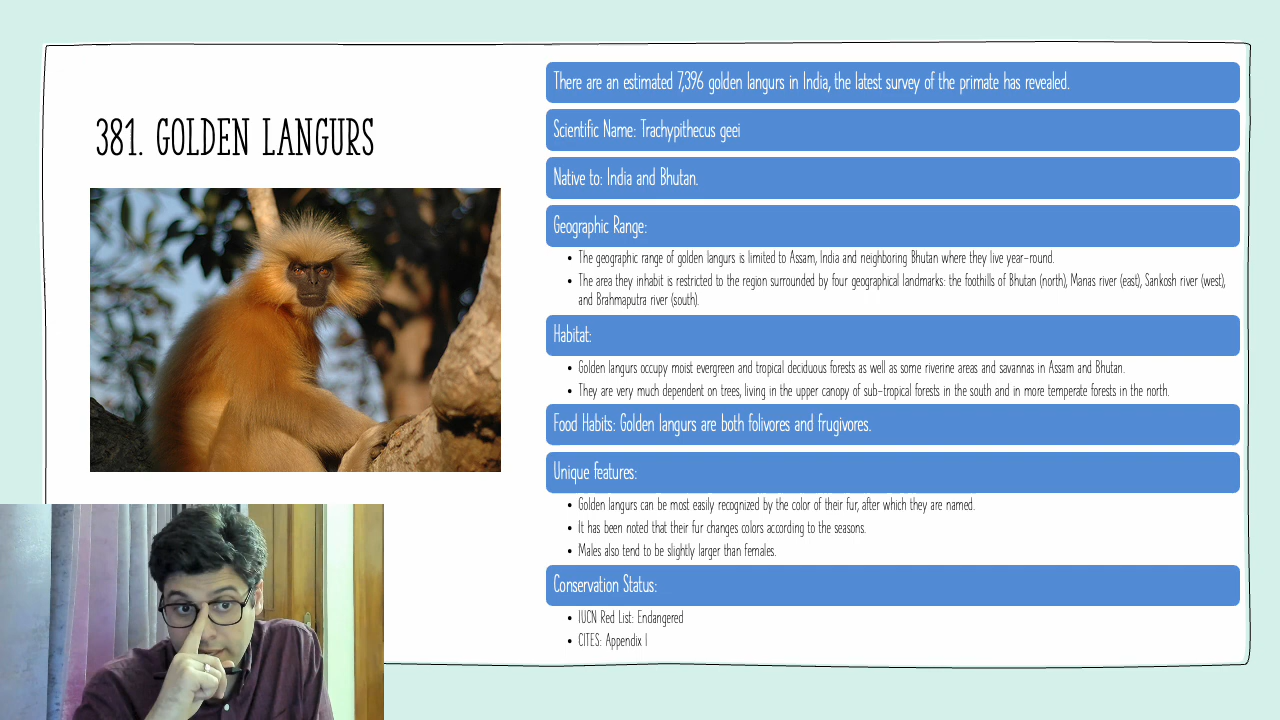 381. GOLDEN LANGURS
There are an estimated 7,396 golden langurs in India, the latest survey of the primate has revealed.
Scientific Name: Trachypithecus geei
Native to: India and Bhutan.
Geographic Range:
• The geographic range of golden langurs is limited to Assam, India and neighboring Bhutan where they live year-round.
• The area they inhabit is restricted to the region surrounded by four geographical landmarks: the foothills of Bhutan (north), Manas river (east), Sankosh river (west),
and Brahmaputra river (south).
Habitat:
• Golden langurs occupy moist evergreen and tropical deciduous forests as well as some riverine areas and savannas in Assam and Bhutan.
• They are very much dependent on trees, living in the upper canopy of sub-tropical forests in the south and in more temperate forests in the north.
Food Habits: Golden langurs are both folivores and frugivores.
Unique features:
• Golden langurs can be most easily recognized by the color of their fur, after which they are named.
• It has been noted that their fur changes colors according to the seasons.
• Males also tend to be slightly larger than females.
Conservation Status:
• IUCN Red List: Endangered
• CITES: Appendix I